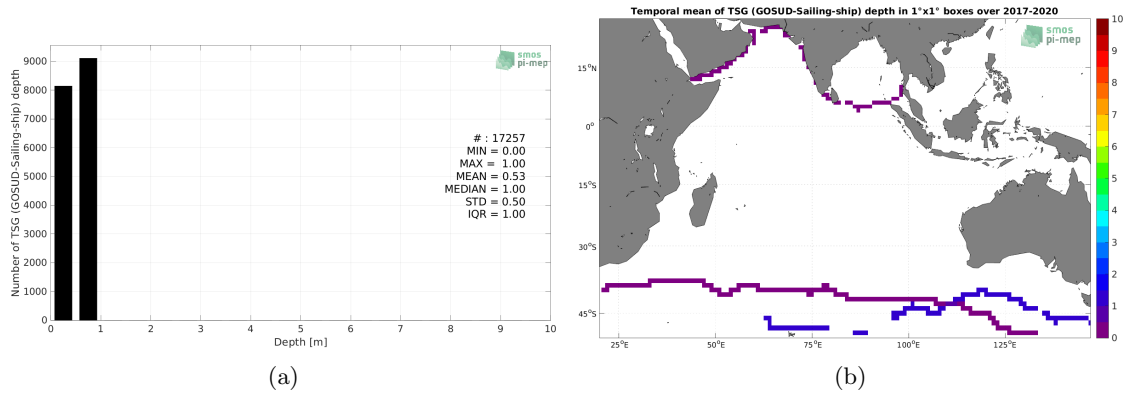 smos
pi-mep
9000
8000
7000
6000
5000
4000
3000
2000
1000
0
Number of TSG (GOSUD-Sailing-ship) depth
# : 17257
MIN = 0.00
MAX = 1.00
MEAN = 0.53
MEDIAN = 1.00
STD = 0.50
IQR = 1.00
0 1 2 3 4 5 6 7 8 9 10
Depth [m]
(a)
Temporal mean of TSG (GOSUD-Sailing-ship) depth in 1°x1° boxes over 2017-2020
smos
pi-mep
15°N
0°
15°S
30°S
45°S
25°E 50°E 75°E 100°E 125°E
10
9
8
7
6
5
4
3
2
1
0
(b)